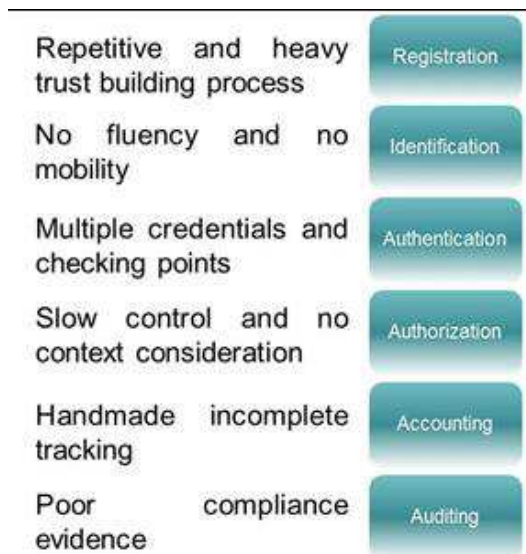 Repetitive and heavy
trust building process
Registration
No fluency and no
mobility
Identification
Multiple credentials and
checking points
Authentication
Slow control and no
context consideration
Authorization
Handmade incomplete
tracking
Accounting
Poor compliance
evidence
Auditing